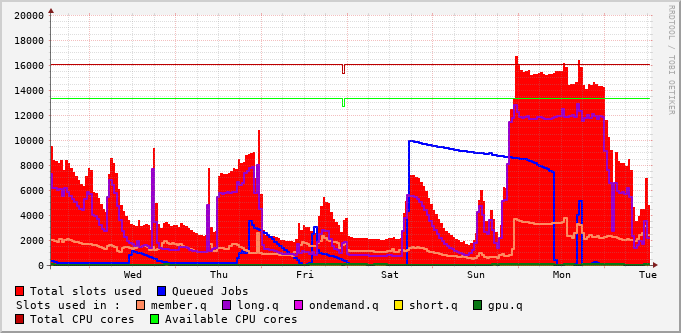 20000
18000
16000
14000
12000
10000
8000
6000
4000
2000
0
Wed Thu Fri Sat Sun Mon Tue
RRDTOOL / TOBI OETIKER
Total slots used Queued Jobs
Slots used in : member.q long.q ondemand.q short.q gpu.q
Total CPU cores Available CPU cores